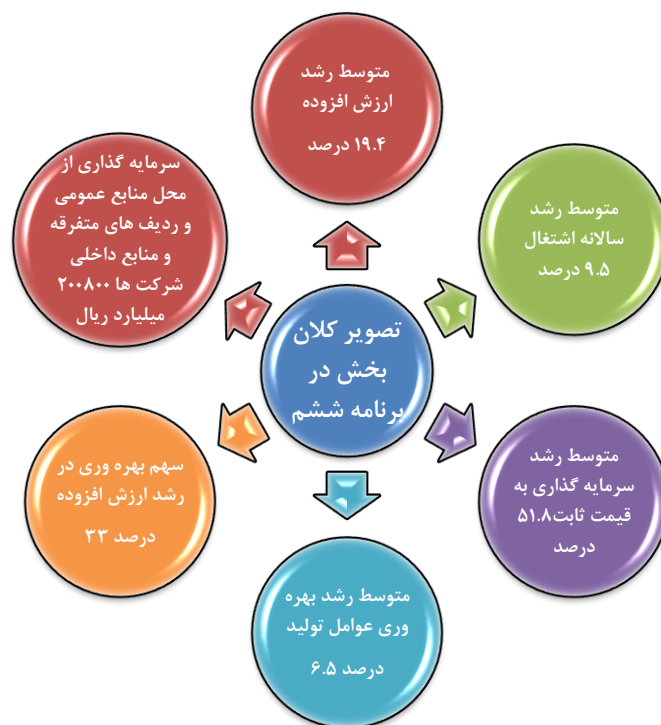 متوسط رشد
ارزش افزوده
۱۹.۴ درصد
متوسط رشد
سالانه اشتغال
۹.۵ درصد
متوسط رشد
سرمایه گذاری به
قیمت ثابت۵۱.۸
درصد
متوسط رشد بهره
وری عوامل تولید
۶.۵ درصد
سهم بهره وری در
رشد ارزش افزوده
۳۳ درصد
سرمایه گذاری از
محل منابع عمومی
و ردیف های متفرقه
و منابع داخلی
شرکت ها ۲۰۰۸۰۰
میلیارد ریال
تصویر کلان
بخش در
برنامه ششم